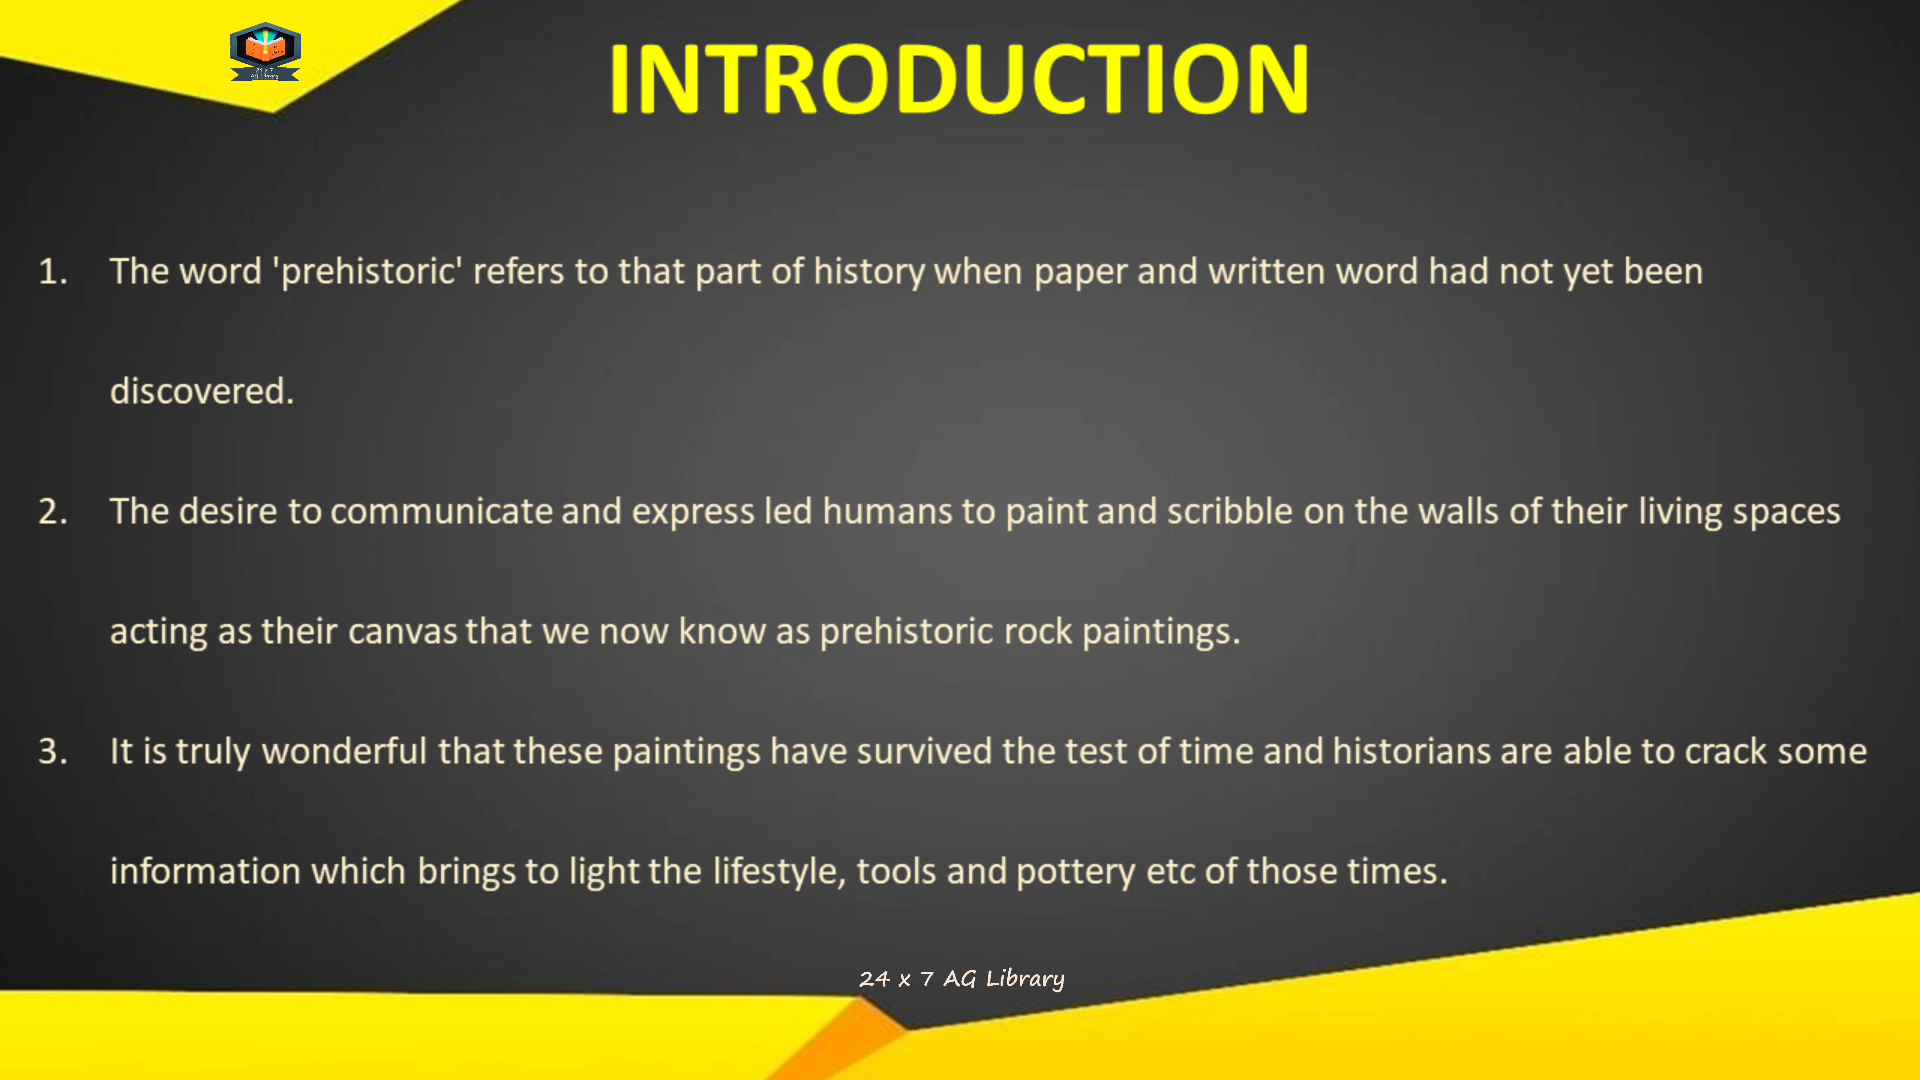 24 x 7
AG Library
INTRODUCTION
1. The word 'prehistoric' refers to that part of history when paper and written word had not yet been
discovered.
2. The desire to communicate and express led humans to paint and scribble on the walls of their living spaces
acting as their canvas that we now know as prehistoric rock paintings.
3. It is truly wonderful that these paintings have survived the test of time and historians are able to crack some
information which brings to light the lifestyle, tools and pottery etc of those times.
24 x 7 AG Library